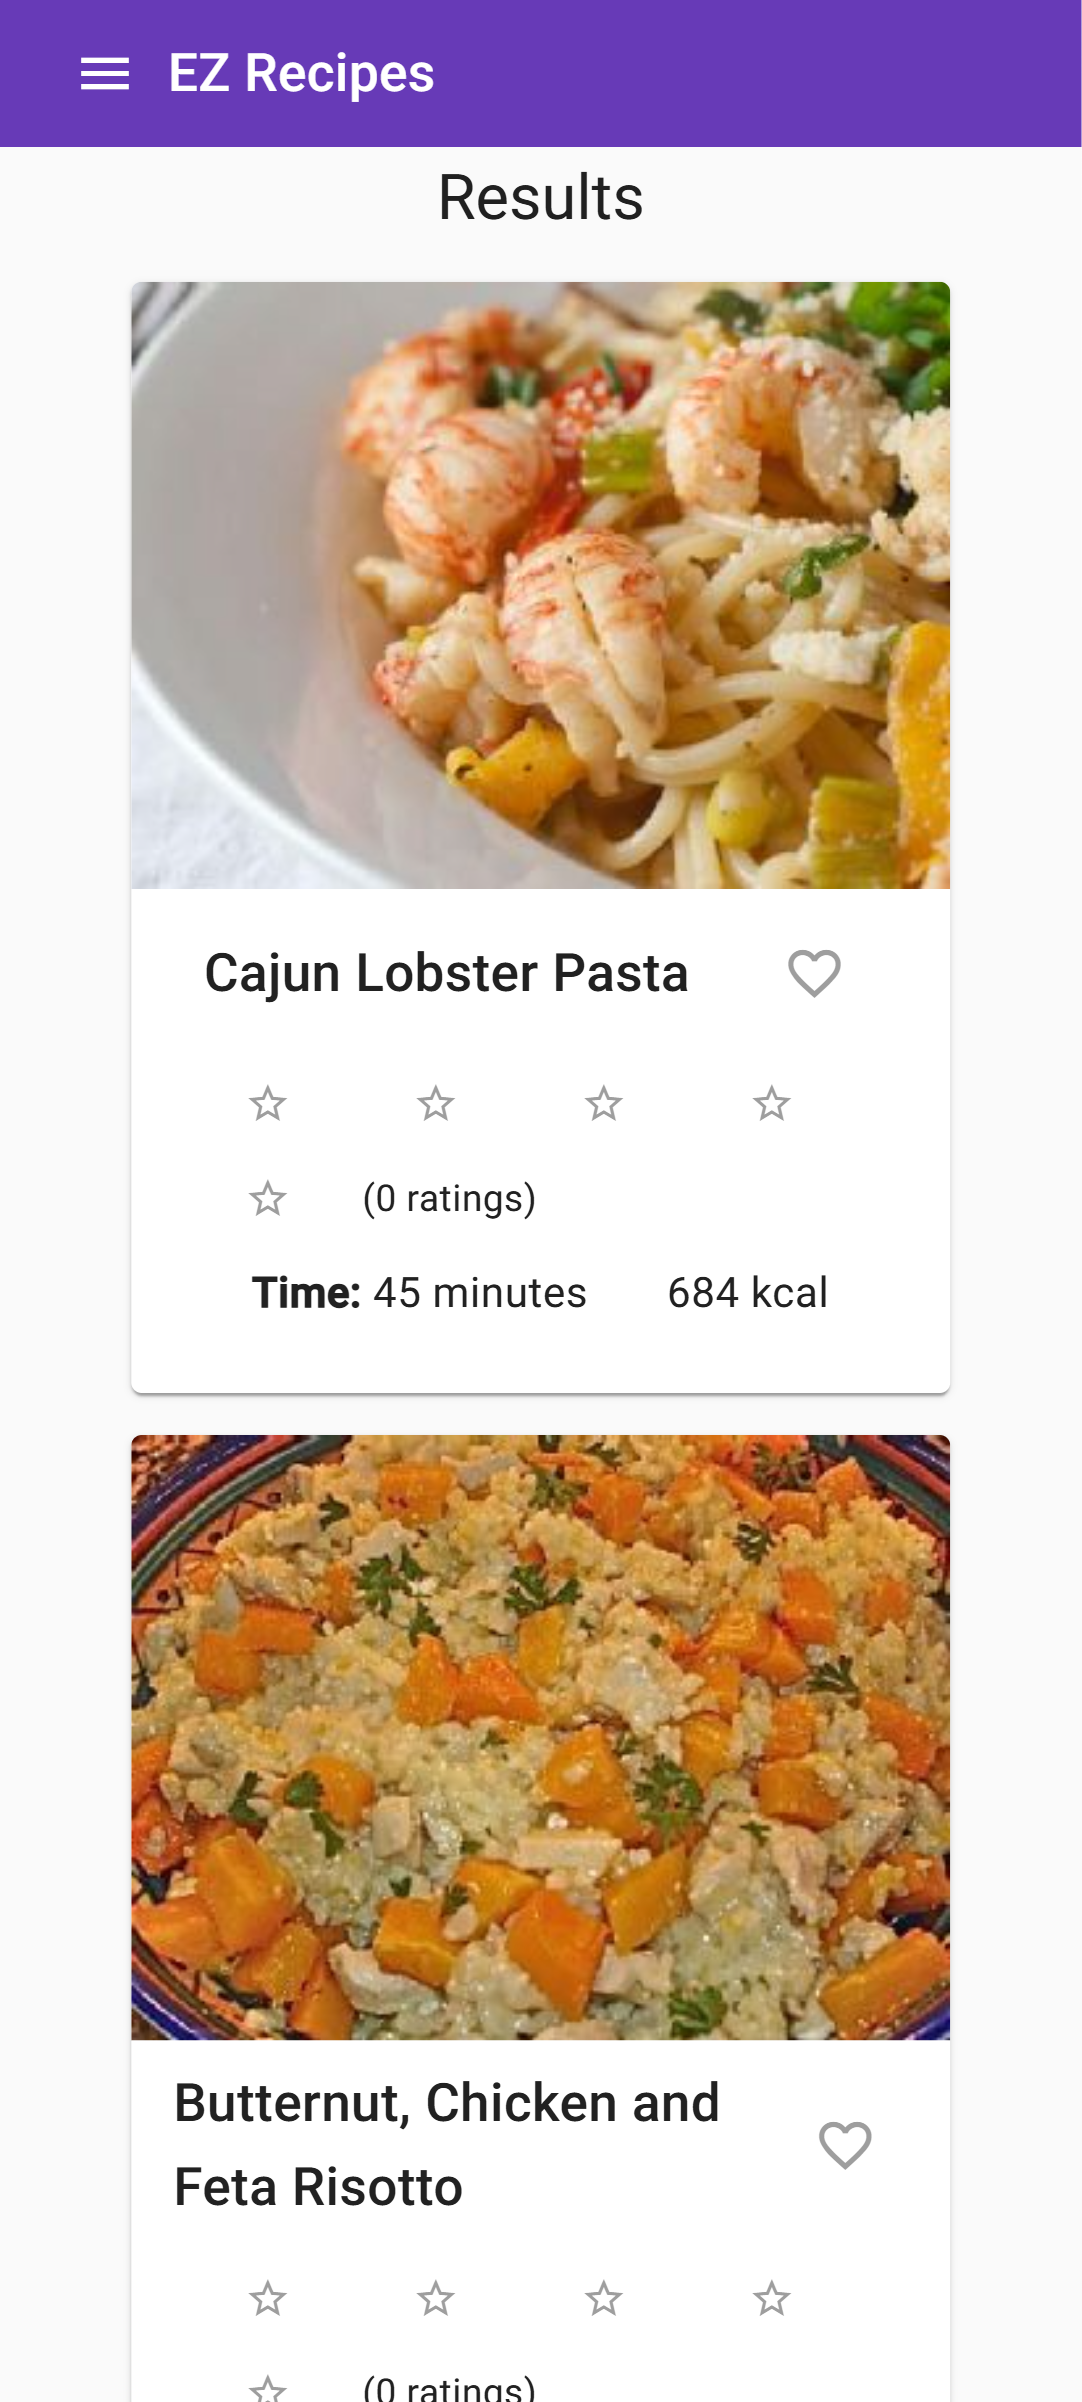 EZ Recipes
Results
Cajun Lobster Pasta
(0 ratings)
Time: 45 minutes 684 kcal
Butternut, Chicken and
Feta Risotto
(0 ratings)